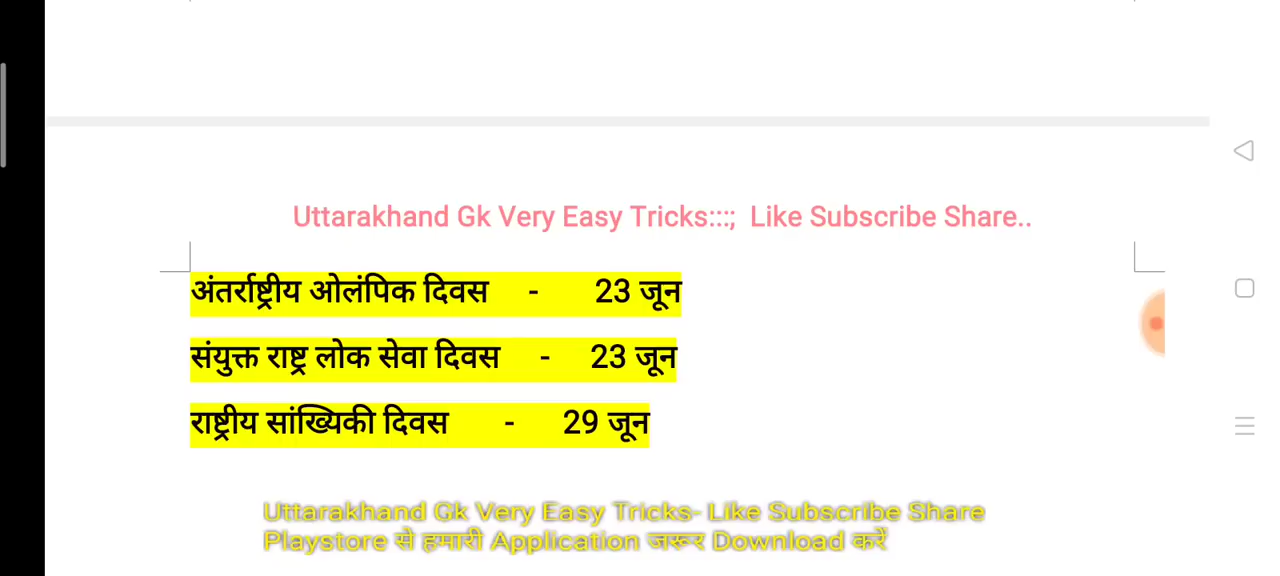 Uttarakhand Gk Very Easy Tricks:::; Like Subscribe Share..
अंतर्राष्ट्रीय ओलंपिक दिवस - 23 जून
संयुक्त राष्ट्र लोक सेवा दिवस - 23 जून
राष्ट्रीय सांख्यिकी दिवस - 29 जून
Uttarakhand Gk Very Easy Tricks- Like Subscribe Share
Playstore से हमारी Application जरूर Download करें